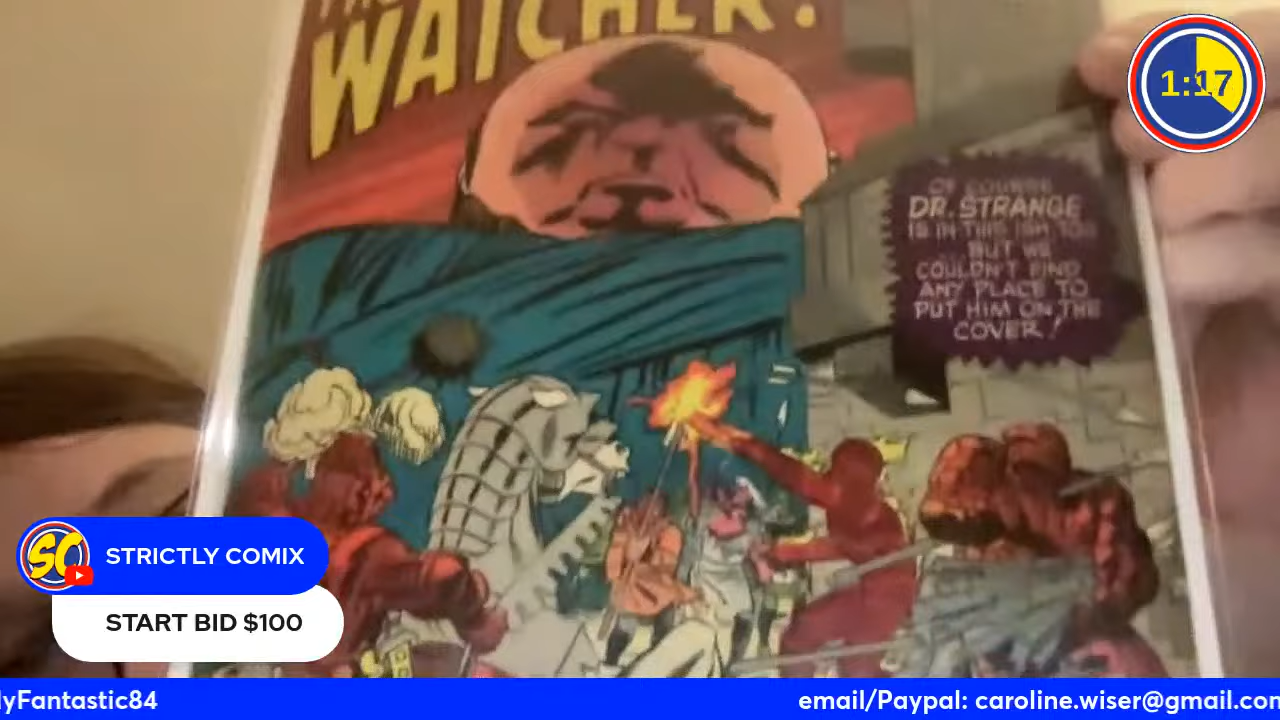 THE
WATCHER!
1:17
OF COURSE
DR. STRANGE
IS IN THIS ISH TOO
BUT WE
COULDN'T FIND
ANY PLACE TO
PUT HIM ON THE
COVER!
SC
STRICTLY COMIX
START BID $100
lyFantastic84
email/Paypal: caroline.wiser@gmail.com